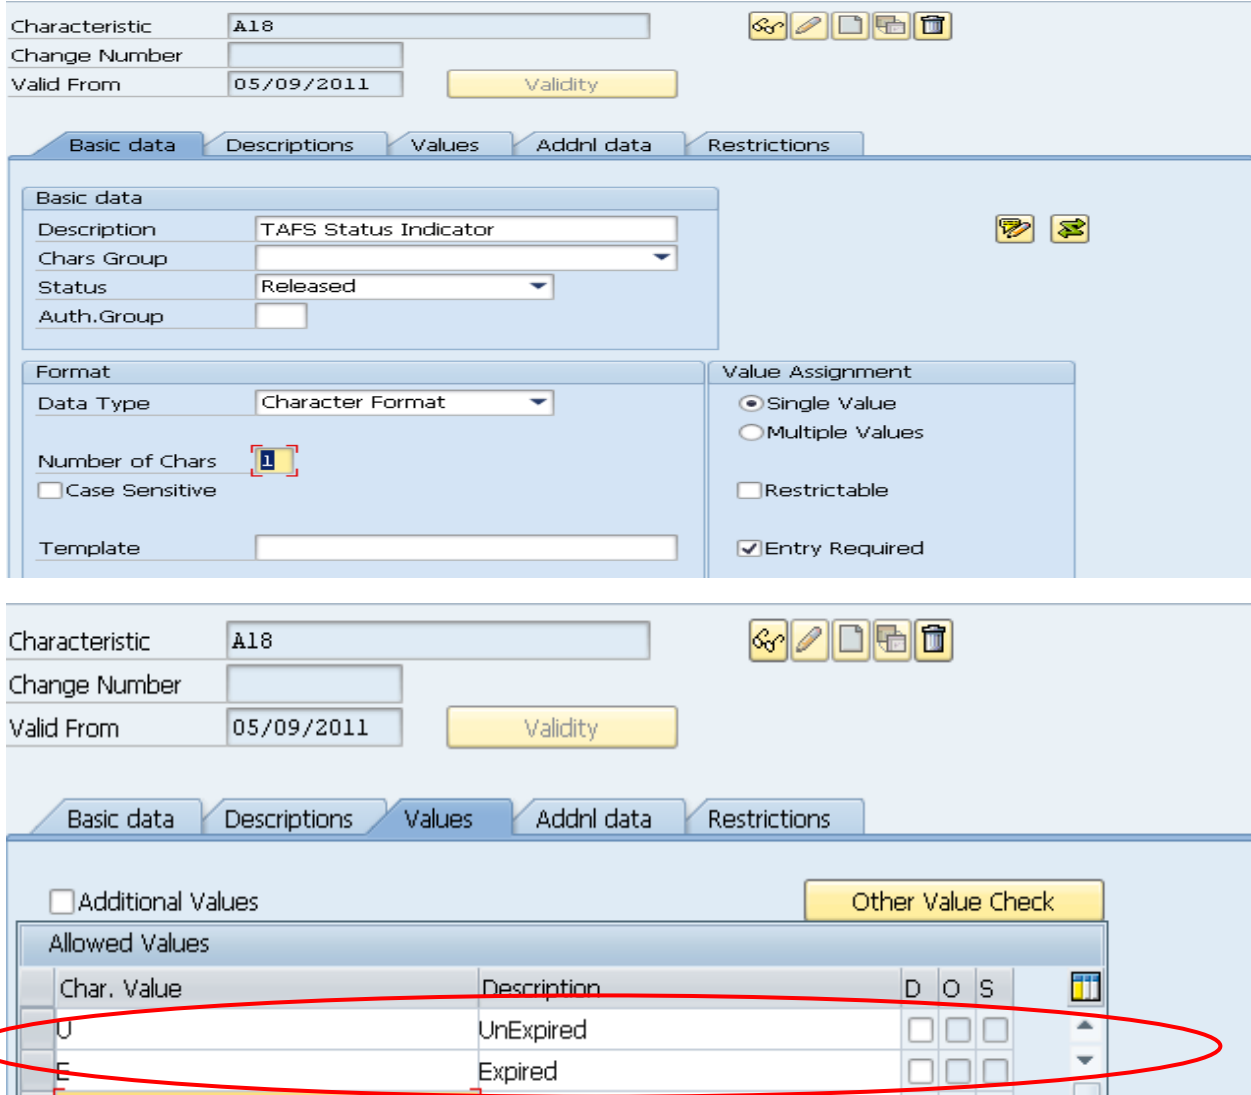 Characteristic A18
Change Number
Valid From 05/09/2011 Validity
Basic data Descriptions Values Addnl data Restrictions
Basic data
Description TAFS Status Indicator
Chars Group
Status Released
Auth.Group
Format Value Assignment
Data Type Character Format Single Value
Multiple Values
Number of Chars 1
Case Sensitive Restrictable
Template Entry Required
Characteristic A18
Change Number
Valid From 05/09/2011 Validity
Basic data Descriptions Values Addnl data Restrictions
Additional Values Other Value Check
Allowed Values
Char. Value Description D O S
U UnExpired
E Expired